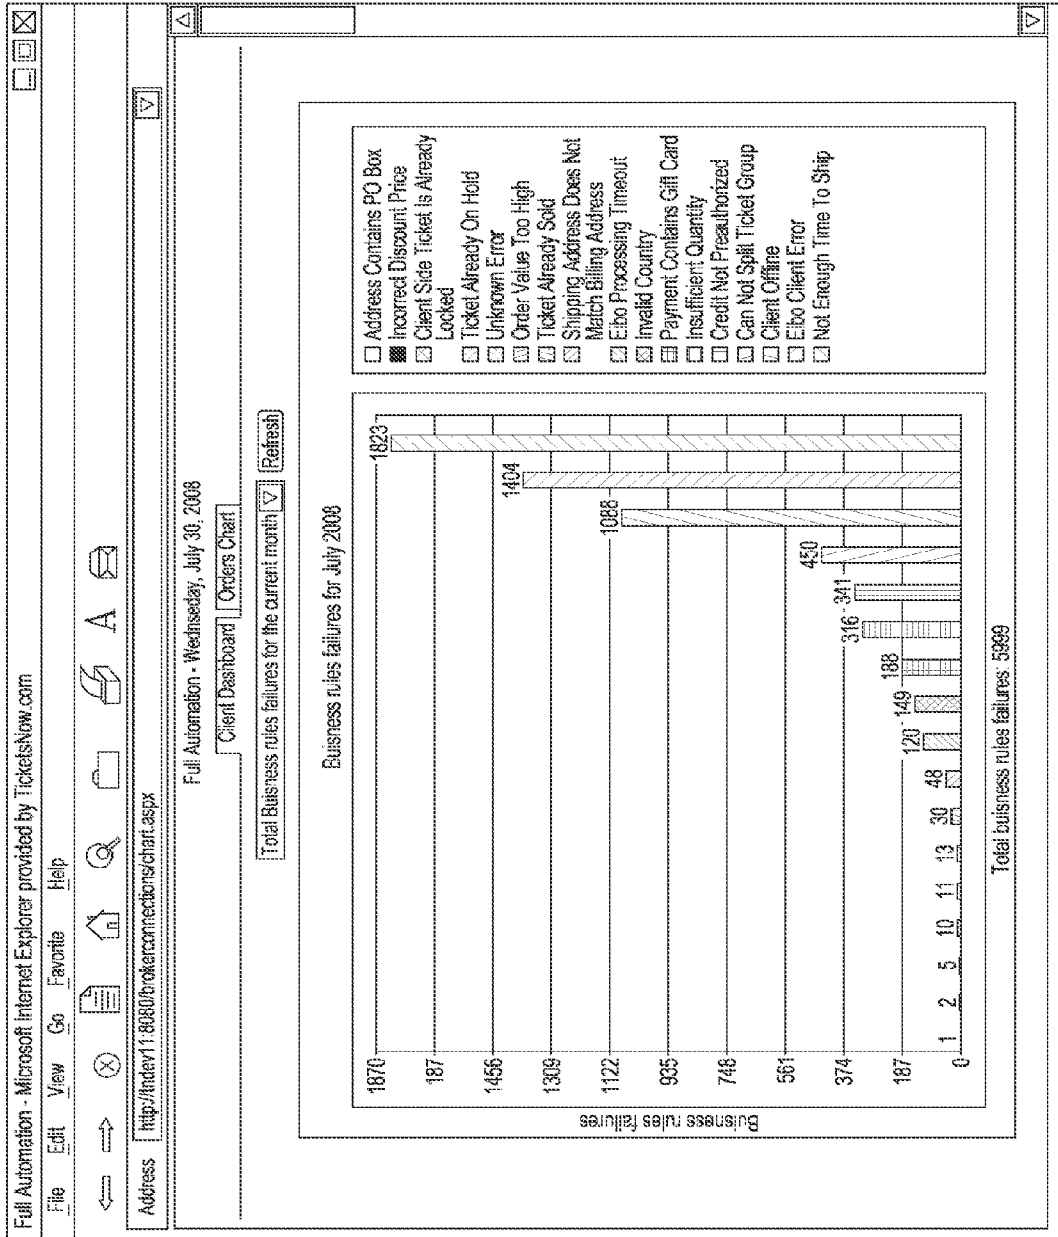 Full Automation - Microsoft Internet Explorer provided by TicketsNow.com
File Edit View Go Favorite Help
Address http://tndev11:8080/brokerconnections/chart.aspx
Full Automation - Wednseday, July 30, 2008
Client Dashboard Orders Chart
Total Buisness rules failures for the current month Refresh
Buisness rules failures for July 2008
Buisness rules failures
1870
187
1456
1309
1122
935
748
561
374
187
0
1 2 5 10 11 13 30 48 120 149 188 316 341 450 1088 1404 1823
Address Contains PO Box
Incorrect Discount Price
Client Side Ticket Is Already
Locked
Ticket Already On Hold
Unknown Error
Order Value Too High
Ticket Already Sold
Shipping Address Does Not
Match Billing Address
Eibo Processing Timeout
Invalid Country
Payment Contains Gift Card
Insufficient Quantity
Credit Not Preauthorized
Can Not Split Ticket Group
Client Offline
Eibo Client Error
Not Enough Time To Ship
Total buisness rules failures: 5999